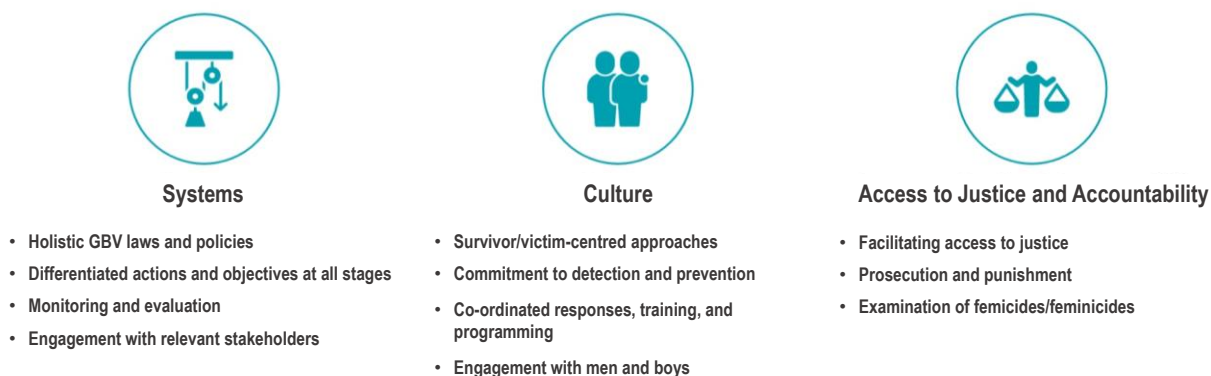 Systems
• Holistic GBV laws and policies
• Differentiated actions and objectives at all stages
• Monitoring and evaluation
• Engagement with relevant stakeholders
Culture
• Survivor/victim-centred approaches
• Commitment to detection and prevention
• Co-ordinated responses, training, and
programming
• Engagement with men and boys
Access to Justice and Accountability
• Facilitating access to justice
• Prosecution and punishment
• Examination of femicides/feminicides